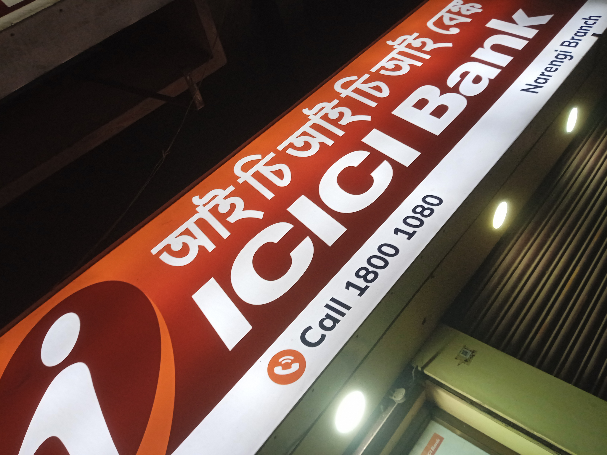 আই চি আই চি আই বেঙ্ক
ICICI Bank
Call 1800 1080
Narengi Branch